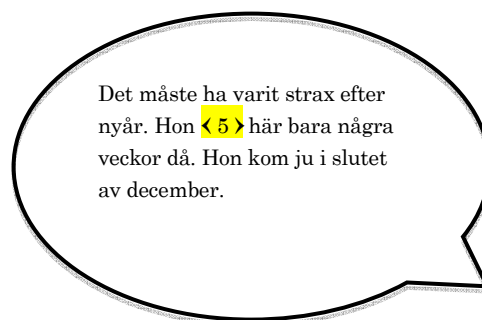 Det måste ha varit strax efter
nyår. Hon ‹ 5 › här bara några
veckor då. Hon kom ju i slutet
av december.